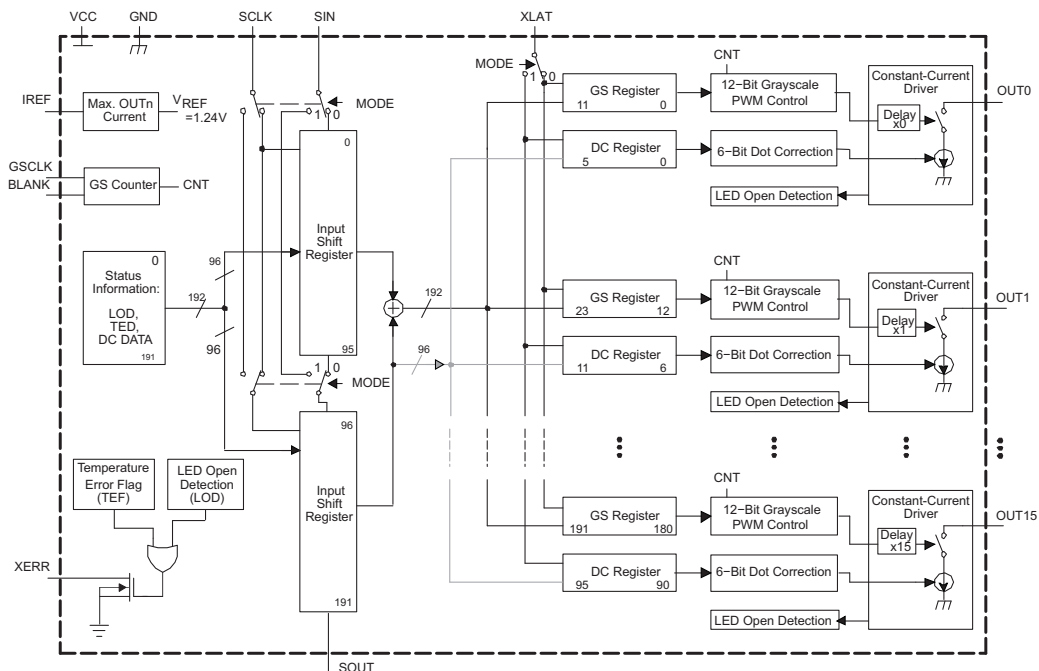 VCC
GND
SCLK
SIN
XLAT
IREF
Max. OUTn
Current
VREF
=1.24V
GSCLK
BLANK
GS Counter
CNT
0
Status
Information:
LOD,
TED,
DC DATA
191
192
96
96
MODE
1 0
0
Input
Shift
Register
95
1 0
MODE
96
Input
Shift
Register
191
SOUT
Temperature
Error Flag
(TEF)
LED Open
Detection
(LOD)
XERR
192
96
MODE
1 0
GS Register
11 0
CNT
12−Bit Grayscale
PWM Control
Constant-Current
Driver
Delay
x0
OUT0
DC Register
5 0
6−Bit Dot Correction
LED Open Detection
GS Register
23 12
CNT
12−Bit Grayscale
PWM Control
Constant-Current
Driver
Delay
x1
OUT1
DC Register
11 6
6−Bit Dot Correction
LED Open Detection
GS Register
191 180
CNT
12−Bit Grayscale
PWM Control
Constant-Current
Driver
Delay
x15
OUT15
DC Register
95 90
6−Bit Dot Correction
LED Open Detection